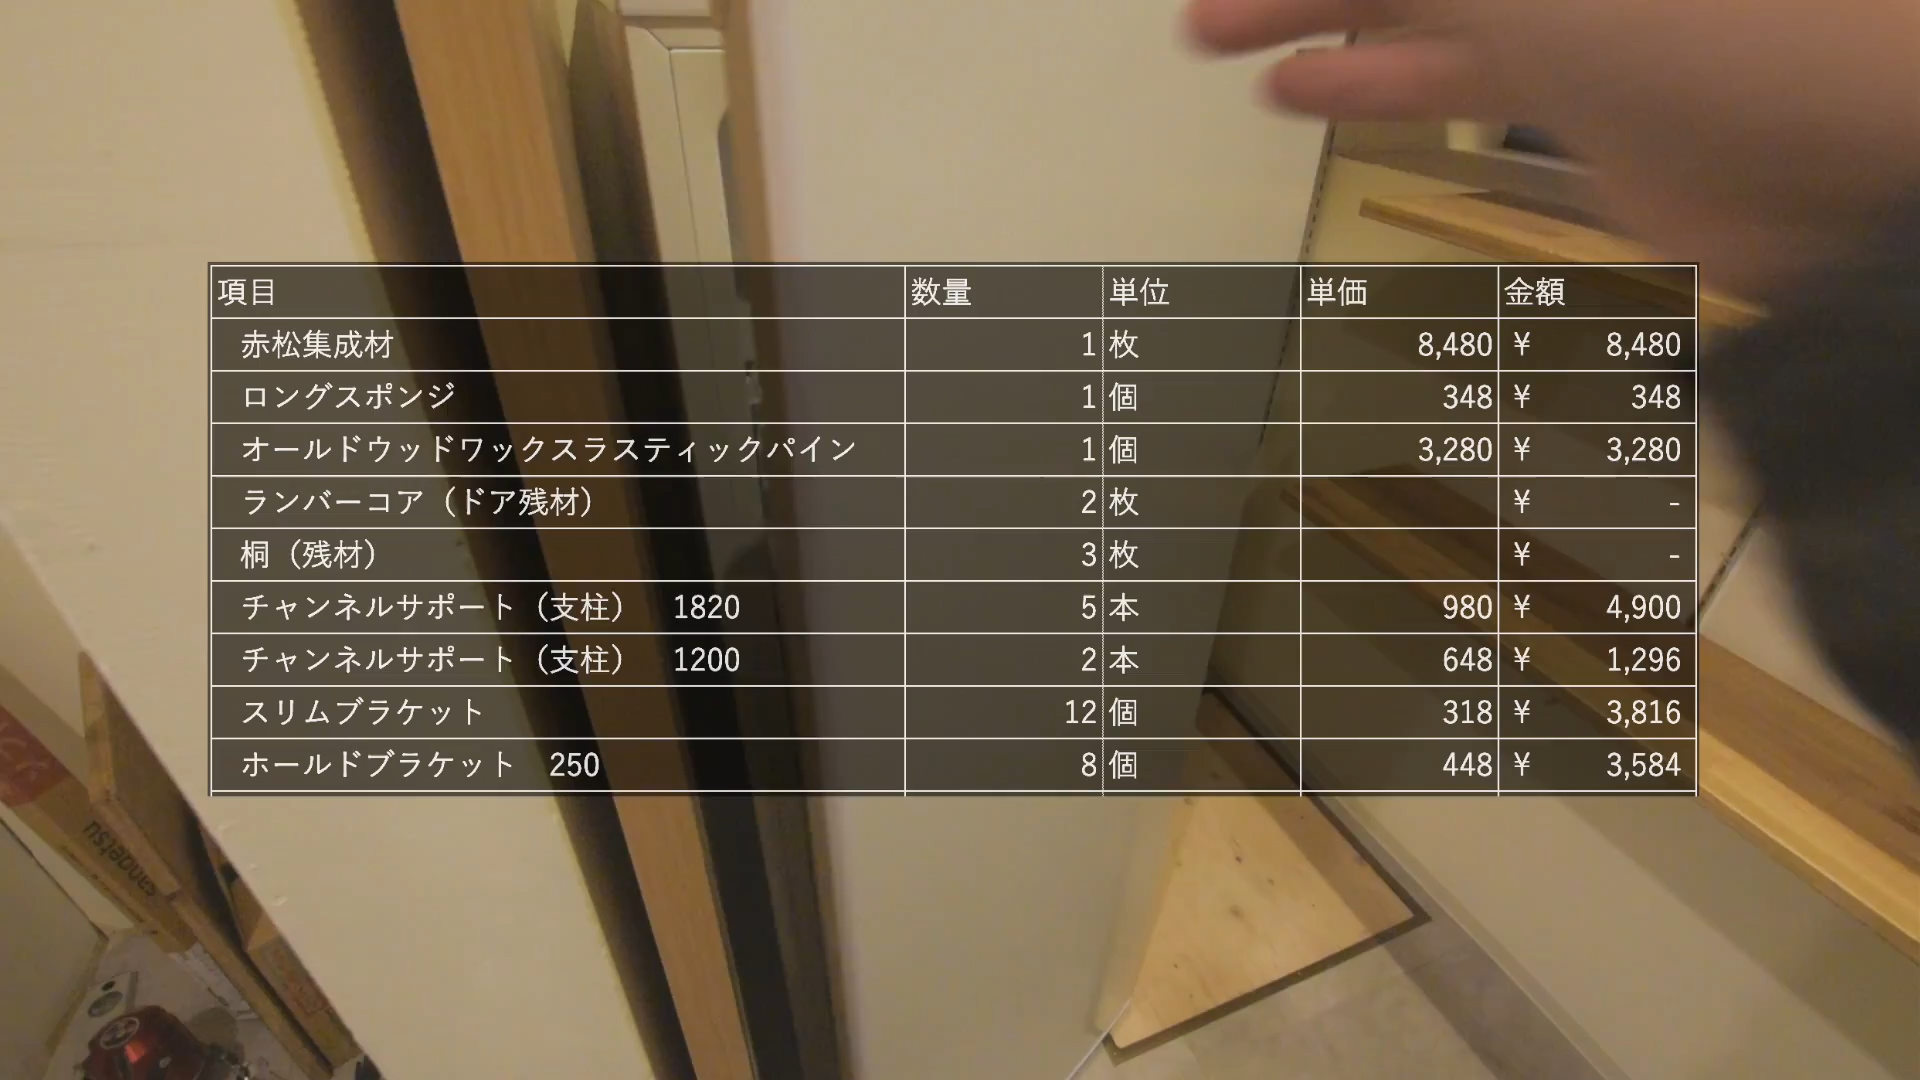 項目 数量 単位 単価 金額
赤松集成材 1 枚 8,480 ¥ 8,480
ロングスポンジ 1 個 348 ¥ 348
オールドウッドワックスラスティックパイン 1 個 3,280 ¥ 3,280
ランバーコア（ドア残材） 2 枚 ¥ -
桐（残材） 3 枚 ¥ -
チャンネルサポート（支柱） 1820 5 本 980 ¥ 4,900
チャンネルサポート（支柱） 1200 2 本 648 ¥ 1,296
スリムブラケット 12 個 318 ¥ 3,816
ホールドブラケット 250 8 個 448 ¥ 3,584
sangetsu